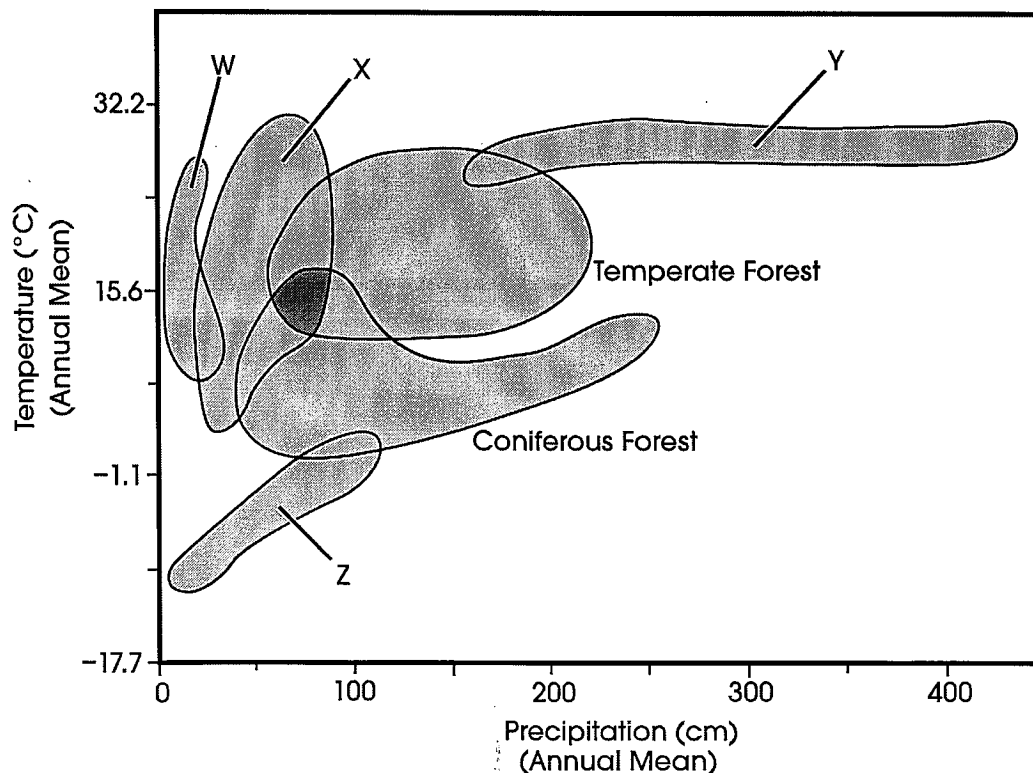 W
X
Y
32.2
15.6
−1.1
−17.7
Temperature (°C)
(Annual Mean)
Temperate Forest
Coniferous Forest
Z
0
100
200
300
400
Precipitation (cm)
(Annual Mean)